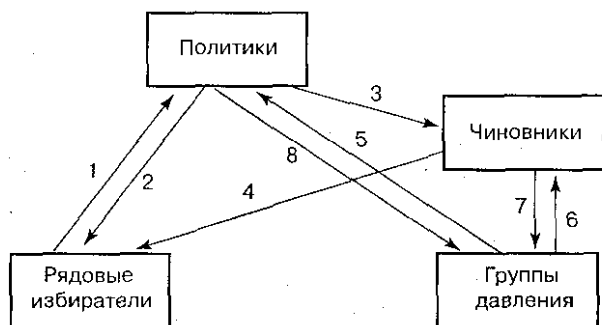 Политики
3
Чиновники
1
2
8
5
4
7
6
Рядовые
избиратели
Группы
давления